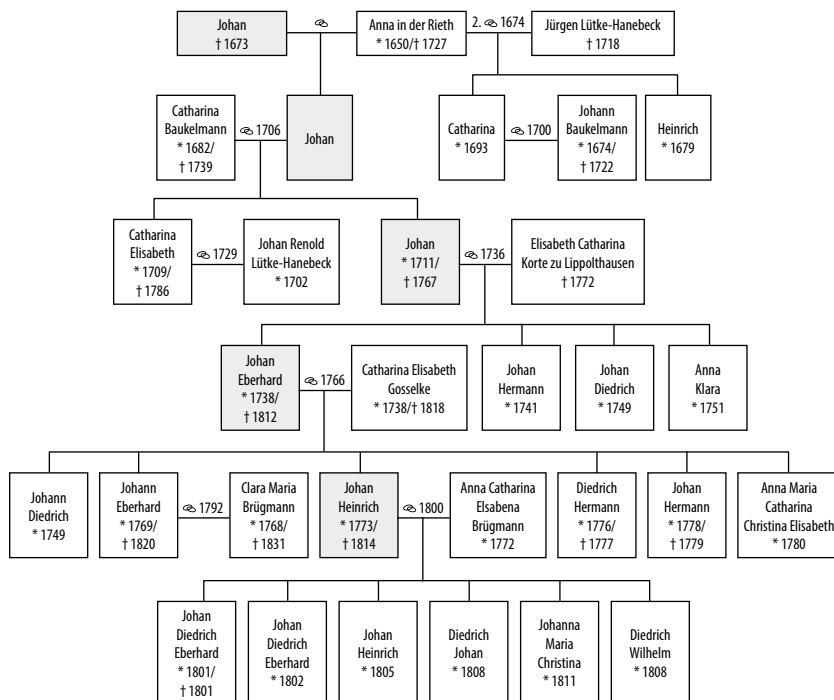 Johan
† 1673
⚭
Anna in der Rieth
* 1650/† 1727
2. ⚭ 1674
Jürgen Lütke-Hanebeck
† 1718
Catharina
Baukelmann
* 1682/
† 1739
⚭ 1706
Johan
Catharina
* 1693
⚭ 1700
Johann
Baukelmann
* 1674/
† 1722
Heinrich
* 1679
Catharina
Elisabeth
* 1709/
† 1786
⚭ 1729
Johan Renold
Lütke-Hanebeck
* 1702
Johan
* 1711/
† 1767
⚭ 1736
Elisabeth Catharina
Korte zu Lippolthausen
† 1772
Johan
Eberhard
* 1738/
† 1812
⚭ 1766
Catharina Elisabeth
Gosselke
* 1738/† 1818
Johan
Hermann
* 1741
Johan
Diedrich
* 1749
Anna
Klara
* 1751
Johann
Diedrich
* 1749
Johann
Eberhard
* 1769/
† 1820
⚭ 1792
Clara Maria
Brügmann
* 1768/
† 1831
Johan
Heinrich
* 1773/
† 1814
⚭ 1800
Anna Catharina
Elsabena
Brügmann
* 1772
Diedrich
Hermann
* 1776/
† 1777
Johan
Hermann
* 1778/
† 1779
Anna Maria
Catharina
Christina Elisabeth
* 1780
Johan
Diedrich
Eberhard
* 1801/
† 1801
Johan
Diedrich
Eberhard
* 1802
Johan
Heinrich
* 1805
Diedrich
Johan
* 1808
Johanna
Maria
Christina
* 1811
Diedrich
Wilhelm
* 1808